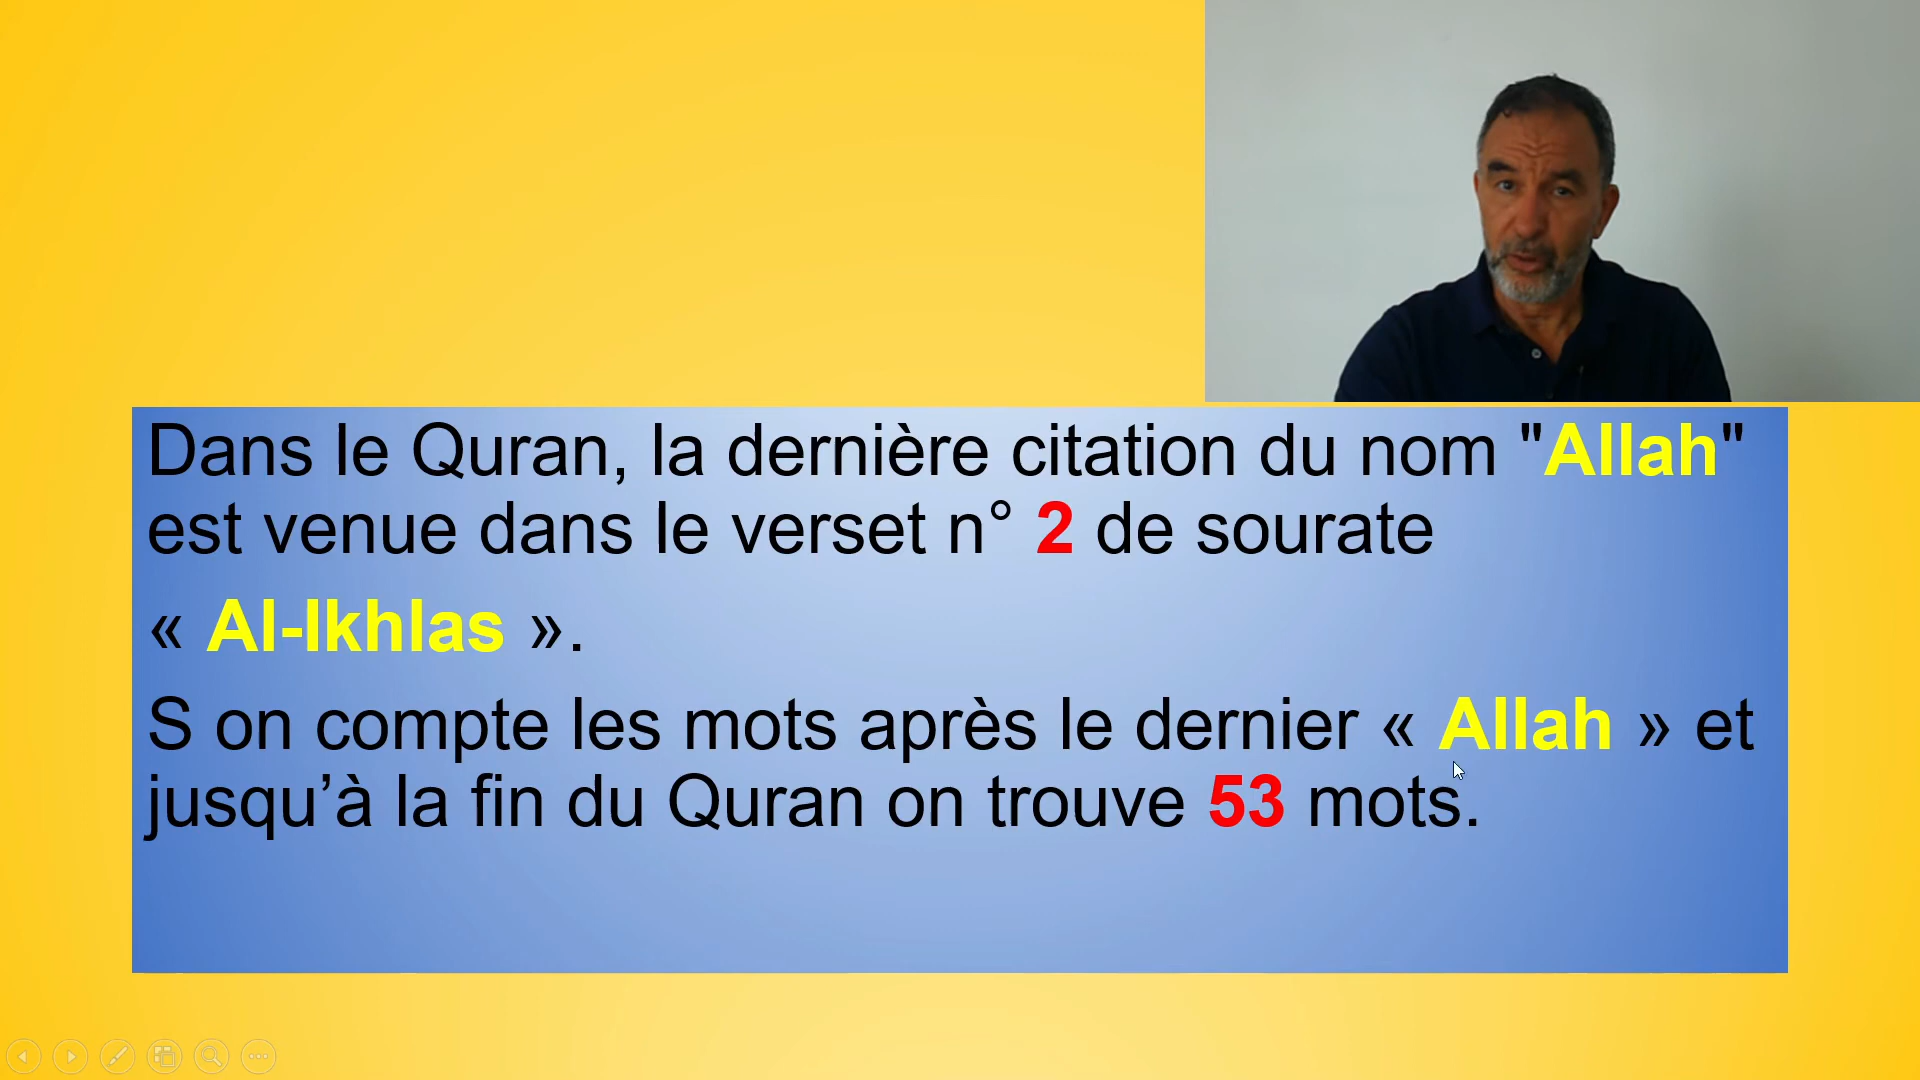 Dans le Quran, la dernière citation du nom "Allah"
est venue dans le verset n° 2 de sourate
« Al-Ikhlas ».
S on compte les mots après le dernier « Allah » et
jusqu’à la fin du Quran on trouve 53 mots.